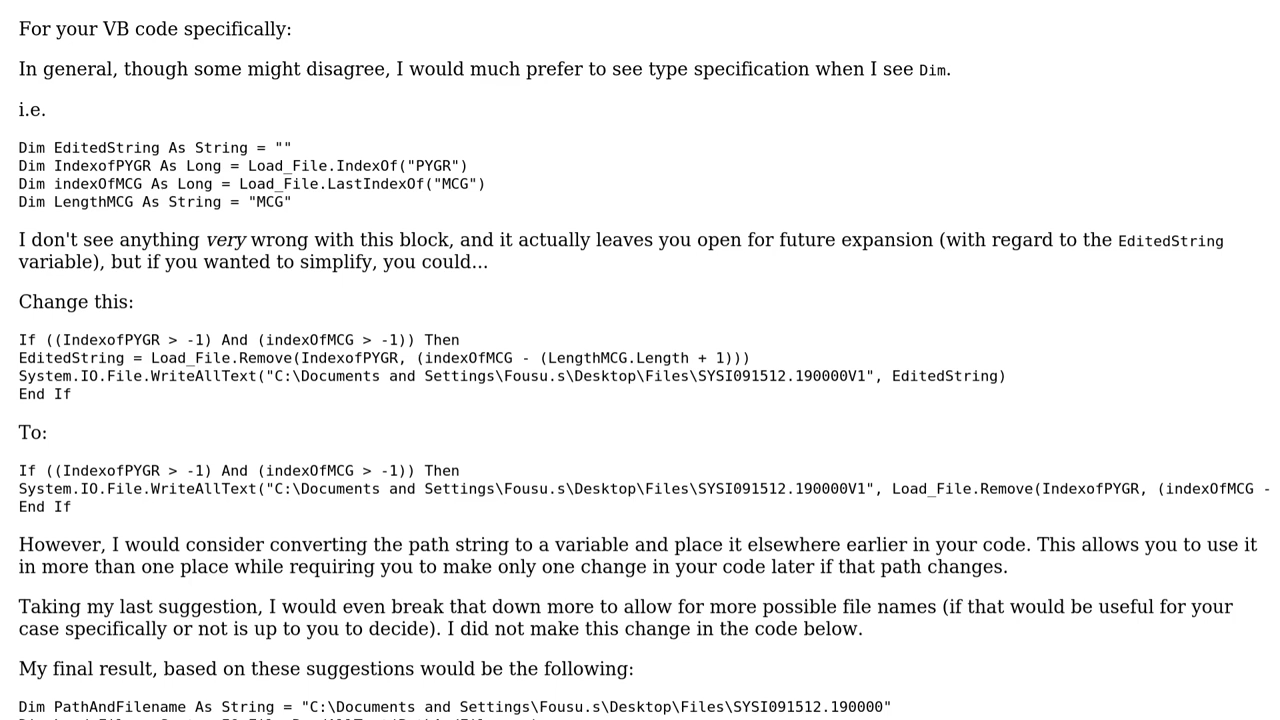 For your VB code specifically:
In general, though some might disagree, I would much prefer to see type specification when I see Dim.
i.e.
Dim EditedString As String = ""
Dim IndexofPYGR As Long = Load_File.IndexOf("PYGR")
Dim indexOfMCG As Long = Load_File.LastIndexOf("MCG")
Dim LengthMCG As String = "MCG"
I don't see anything very wrong with this block, and it actually leaves you open for future expansion (with regard to the EditedString
variable), but if you wanted to simplify, you could...
Change this:
If ((IndexofPYGR > -1) And (indexOfMCG > -1)) Then
EditedString = Load_File.Remove(IndexofPYGR, (indexOfMCG - (LengthMCG.Length + 1)))
System.IO.File.WriteAllText("C:\Documents and Settings\Fousu.s\Desktop\Files\SYSI091512.190000V1", EditedString)
End If
To:
If ((IndexofPYGR > -1) And (indexOfMCG > -1)) Then
System.IO.File.WriteAllText("C:\Documents and Settings\Fousu.s\Desktop\Files\SYSI091512.190000V1", Load_File.Remove(IndexofPYGR, (indexOfMCG -
End If
However, I would consider converting the path string to a variable and place it elsewhere earlier in your code. This allows you to use it
in more than one place while requiring you to make only one change in your code later if that path changes.
Taking my last suggestion, I would even break that down more to allow for more possible file names (if that would be useful for your
case specifically or not is up to you to decide). I did not make this change in the code below.
My final result, based on these suggestions would be the following:
Dim PathAndFilename As String = "C:\Documents and Settings\Fousu.s\Desktop\Files\SYSI091512.190000"